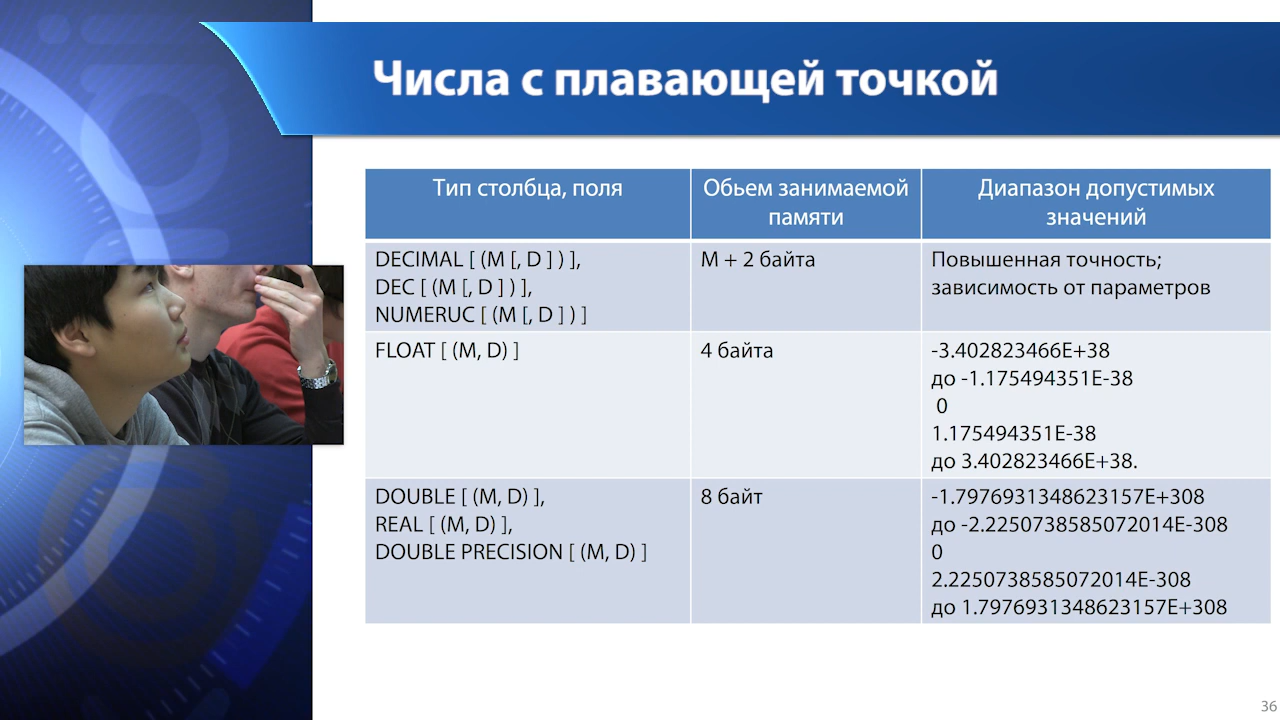 Числа с плавающей точкой
Тип столбца, поля
Обьем занимаемой
памяти
Диапазон допустимых
значений
DECIMAL [ (M [, D ] ) ],
DEC [ (M [, D ] ) ],
NUMERUC [ (M [, D ] ) ]
M + 2 байта
Повышенная точность;
зависимость от параметров
FLOAT [ (M, D) ]
4 байта
-3.402823466E+38
до -1.175494351E-38
0
1.175494351E-38
до 3.402823466E+38.
DOUBLE [ (M, D) ],
REAL [ (M, D) ],
DOUBLE PRECISION [ (M, D) ]
8 байт
-1.7976931348623157E+308
до -2.2250738585072014E-308
0
2.2250738585072014E-308
до 1.7976931348623157E+308
36